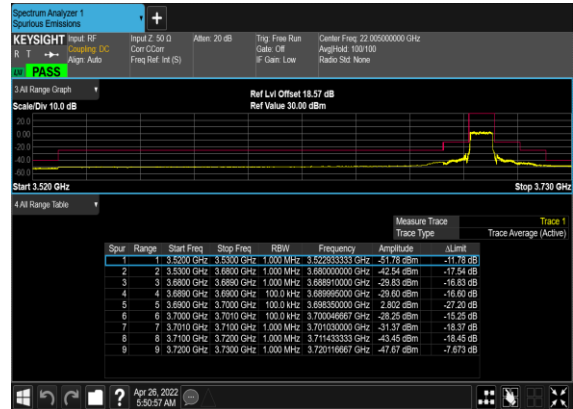 Spectrum Analyzer 1
Spurious Emissions
+
KEYSIGHT Input: RF Input Z: 50 Ω Atten: 20 dB Trig: Free Run Center Freq: 22.005000000 GHz
R T Coupling: DC Corr CCorr Gate: Off Avg|Hold: 100/100
Align: Auto Freq Ref: Int (S) IF Gain: Low Radio Std: None
PASS
3 All Range Graph Ref Lvl Offset 18.57 dB
Scale/Div 10.0 dB Ref Value 30.00 dBm
20.0
0.00
-20.0
-40.0
-60.0
Start 3.520 GHz Stop 3.730 GHz
4 All Range Table
Measure Trace Trace 1
Trace Type Trace Average (Active)
Spur Range Start Freq Stop Freq RBW Frequency Amplitude ΔLimit
1 1 3.5200 GHz 3.5300 GHz 1.000 MHz 3.522933333 GHz -51.78 dBm -11.78 dB
2 2 3.5300 GHz 3.6800 GHz 1.000 MHz 3.680000000 GHz -42.54 dBm -17.54 dB
3 3 3.6800 GHz 3.6890 GHz 1.000 MHz 3.688910000 GHz -29.83 dBm -16.83 dB
4 4 3.6890 GHz 3.6900 GHz 100.0 kHz 3.689995000 GHz -29.60 dBm -16.60 dB
5 5 3.6900 GHz 3.7000 GHz 100.0 kHz 3.698350000 GHz 2.802 dBm -27.20 dB
6 6 3.7000 GHz 3.7010 GHz 100.0 kHz 3.700046667 GHz -28.25 dBm -15.25 dB
7 7 3.7010 GHz 3.7100 GHz 1.000 MHz 3.701030000 GHz -31.37 dBm -18.37 dB
8 8 3.7100 GHz 3.7200 GHz 1.000 MHz 3.711433333 GHz -43.45 dBm -18.45 dB
9 9 3.7200 GHz 3.7300 GHz 1.000 MHz 3.720116667 GHz -47.67 dBm -7.673 dB
? Apr 26, 2022
5:50:57 AM